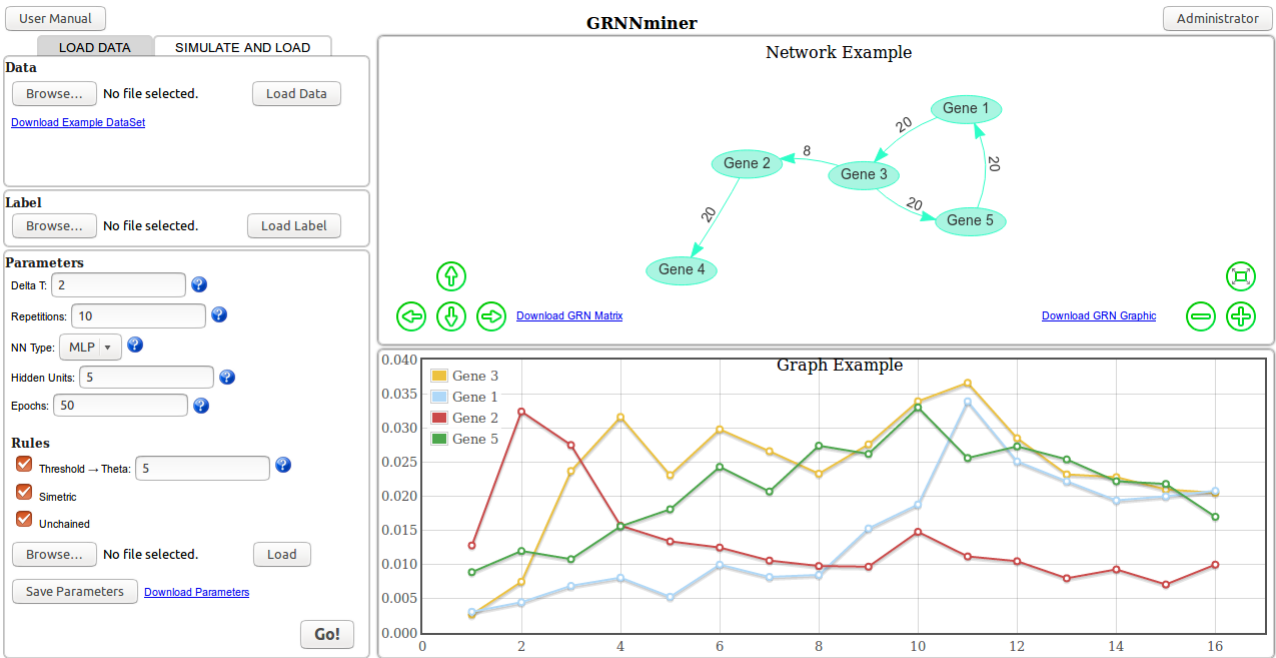 User Manual
GRNNminer
Administrator
LOAD DATA
SIMULATE AND LOAD
Data
Browse... No file selected. Load Data
Download Example DataSet
Label
Browse... No file selected. Load Label
Parameters
Delta T: 2
Repetitions: 10
NN Type: MLP
Hidden Units: 5
Epochs: 50
Rules
Threshold → Theta: 5
Simetric
Unchained
Browse... No file selected. Load
Save Parameters Download Parameters
Go!
Network Example
Gene 1
20
8
Gene 2
Gene 3
20
20
20
Gene 5
Gene 4
Download GRN Matrix
Download GRN Graphic
Graph Example
Gene 3
Gene 1
Gene 2
Gene 5
0.040
0.035
0.030
0.025
0.020
0.015
0.010
0.005
0.000
0 2 4 6 8 10 12 14 16